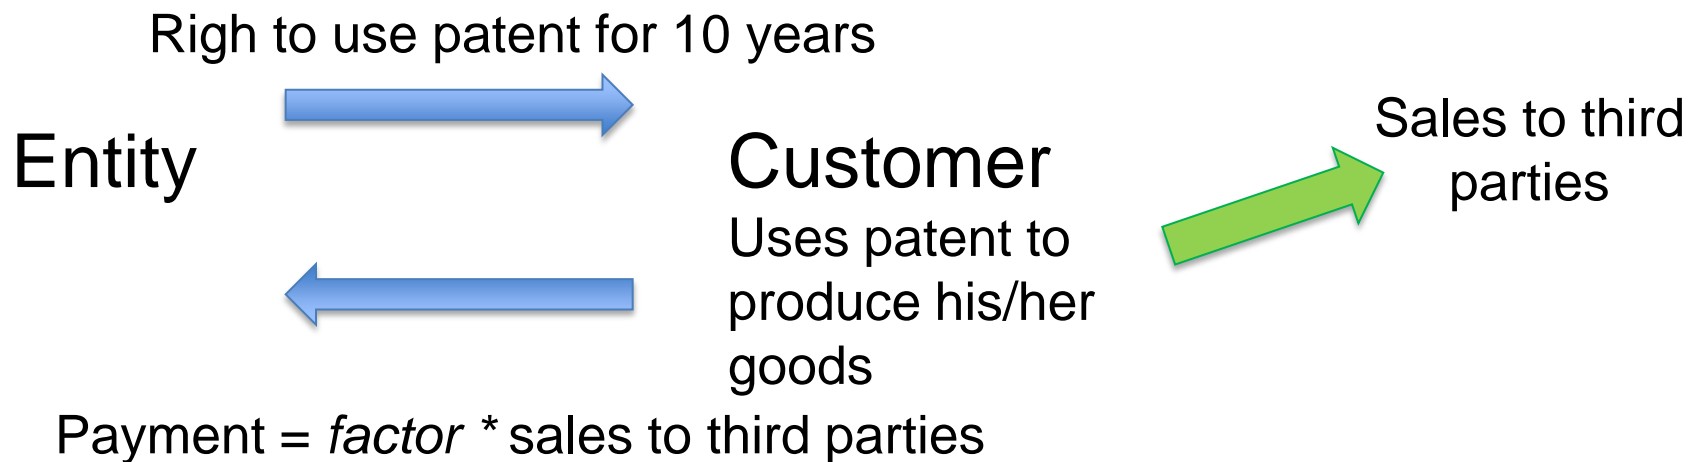 Righ to use patent for 10 years
Entity
Customer
Uses patent to
produce his/her
goods
Sales to third
parties
Payment = factor * sales to third parties